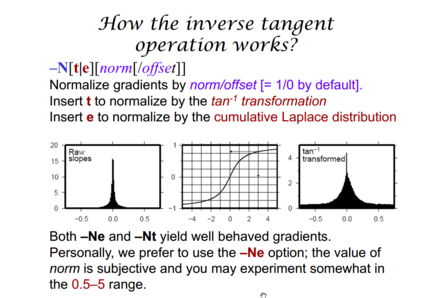 How the inverse tangent
operation works?
–N[t|e][norm[/offset]]
Normalize gradients by norm/offset [= 1/0 by default].
Insert t to normalize by the tan⁻¹ transformation
Insert e to normalize by the cumulative Laplace distribution
20
15
10
5
0
Raw
slopes
−0.5
0.0
0.5
1
0
−1
−4
−2
0
2
4
4
2
0
tan⁻¹
transformed
−0.5
0.0
0.5
Both –Ne and –Nt yield well behaved gradients.
Personally, we prefer to use the –Ne option; the value of
norm is subjective and you may experiment somewhat in
the 0.5–5 range.